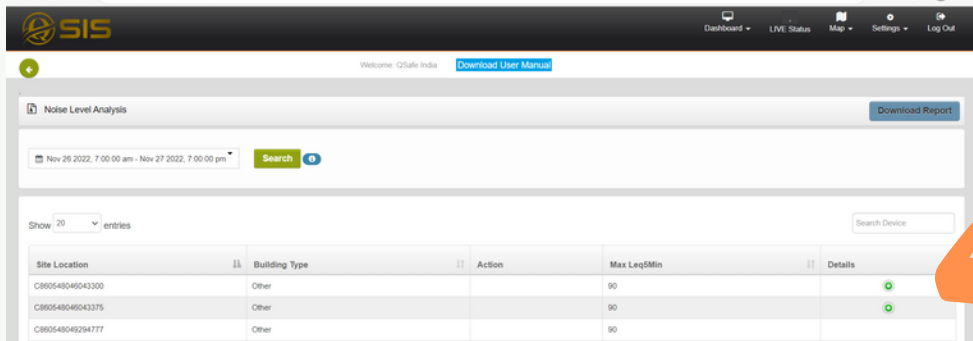 QSIS
Dashboard
LIVE Status
Map
Settings
Log Out
Welcome: QSafe India Download User Manual
Noise Level Analysis
Download Report
Nov 26 2022, 7:00:00 am - Nov 27 2022, 7:00:00 pm Search
Show 20 entries
Search Device
Site Location Building Type Action Max Leq5Min Details
C860548046043300 Other 90
C860548046043375 Other 90
C860548049294777 Other 90